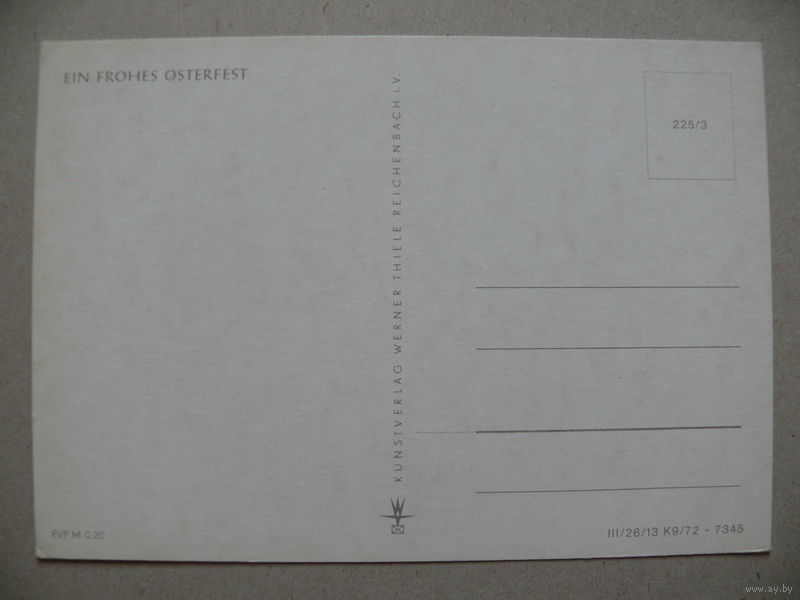 EIN FROHES OSTERFEST
225/3
KUNSTVERLAG WERNER THIELE REICHENBACH i. V.
EVP M 0.20
III/26/13 K9/72 - 7345
www.ay.by